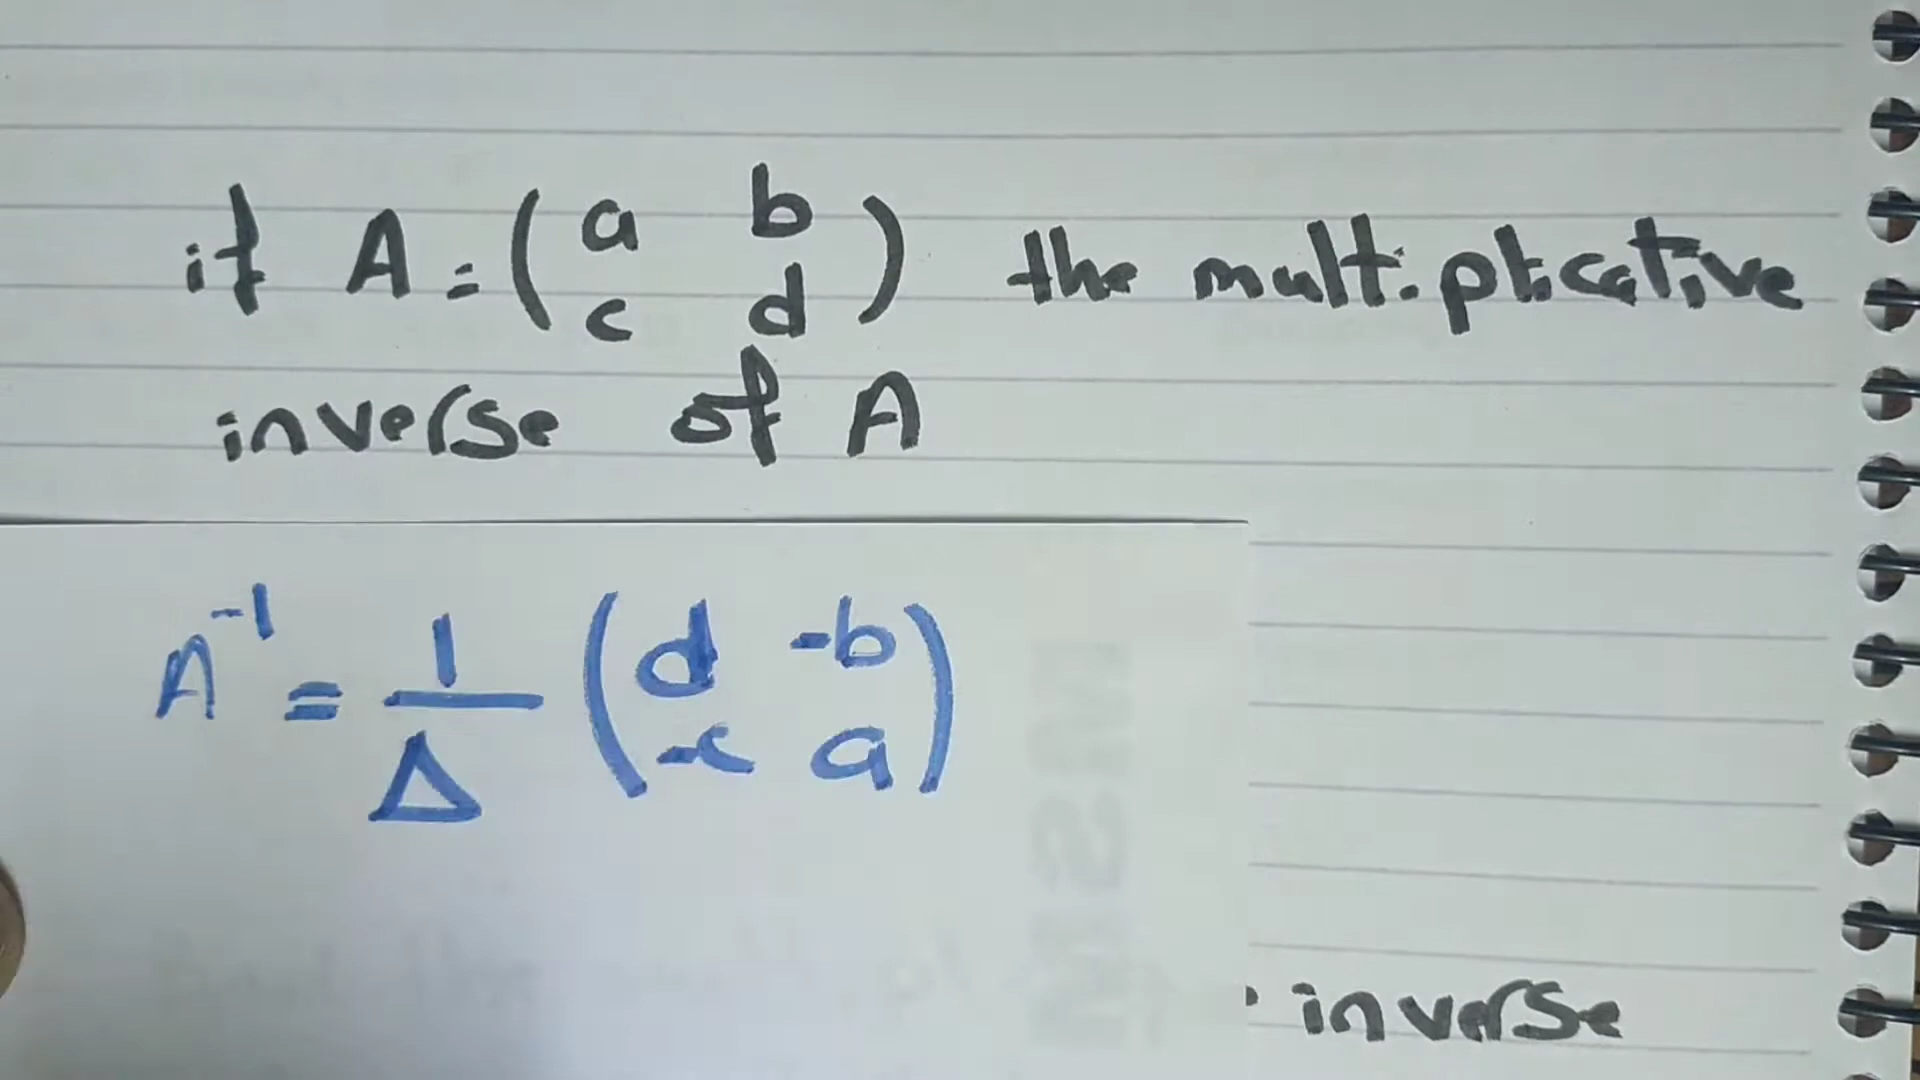 if A = ( a b ) the multiplicative
c d
inverse of A
A⁻¹ = 1/Δ ( d -b )
-c a
inverse